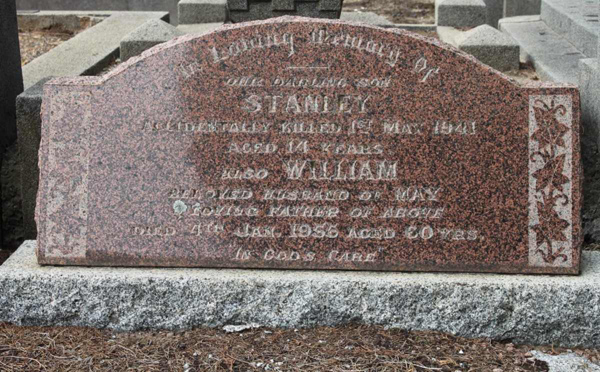 In Loving Memory Of
OUR DARLING SON
STANLEY
ACCIDENTALLY KILLED 1ST MAY 1941
AGED 14 YEARS
ALSO WILLIAM
BELOVED HUSBAND OF MAY
LOVING FATHER OF ABOVE
DIED 4TH JAN. 1956 AGED 60 YRS.
"IN GOD'S CARE"